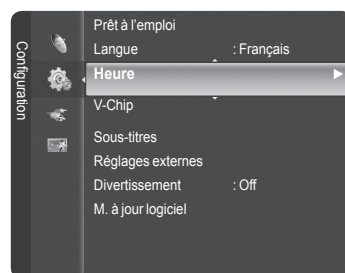 Configuration
Prêt à l'emploi
Langue : Français
Heure
V-Chip
Sous-titres
Réglages externes
Divertissement : Off
M. à jour logiciel